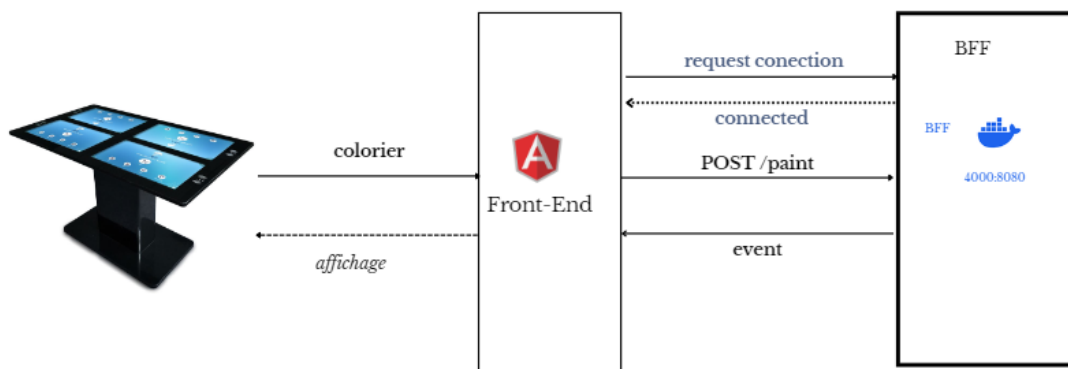 colorier
affichage
Front-End
request conection
connected
POST /paint
event
BFF
BFF
4000:8080